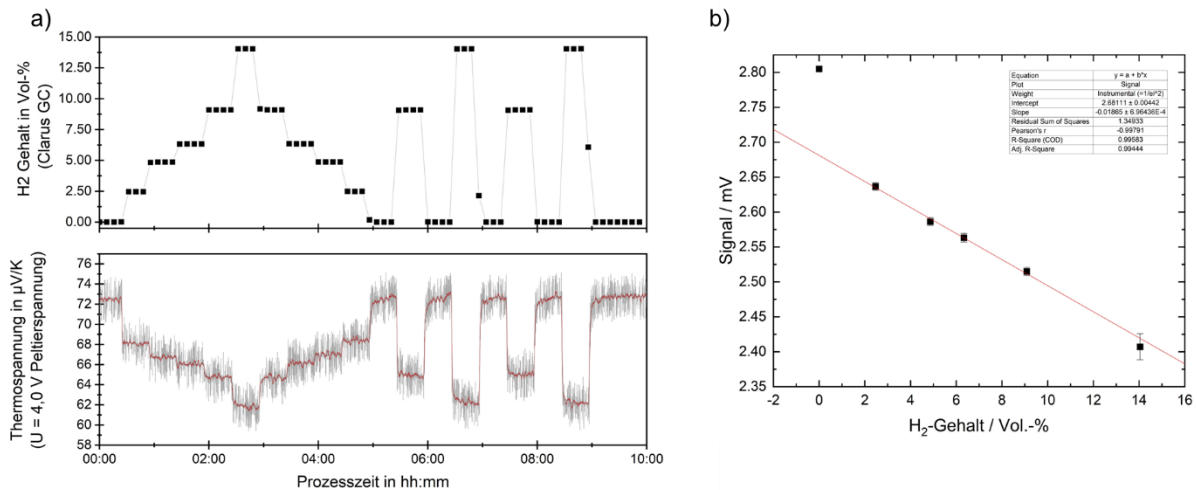 a)
H2 Gehalt in Vol-%
(Clarus GC)
15.00
12.50
10.00
7.50
5.00
2.50
0.00
Thermospannung in µV/K
(U = 4,0 V Peltierspannung)
76
74
72
70
68
66
64
62
60
58
00:00 02:00 04:00 06:00 08:00 10:00
Prozesszeit in hh:mm
b)
Signal / mV
2.80
2.75
2.70
2.65
2.60
2.55
2.50
2.45
2.40
2.35
Equation y = a + b*x
Plot Signal
Weight Instrumental (=1/ei^2)
Intercept 2.68111 ± 0.00442
Slope -0.01865 ± 6.96436E-4
Residual Sum of Squares 1.34933
Pearson's r -0.99791
R-Square (COD) 0.99583
Adj. R-Square 0.99444
-2 0 2 4 6 8 10 12 14 16
H₂-Gehalt / Vol.-%